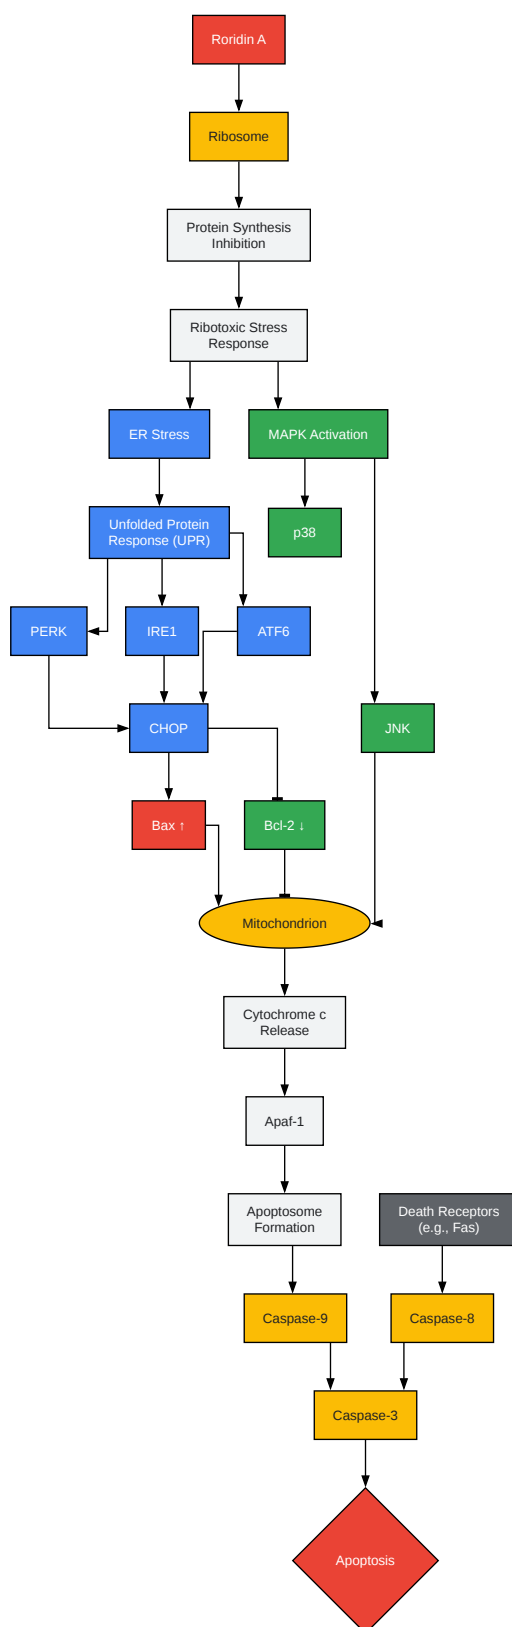 Roridin A
Ribosome
Protein Synthesis
Inhibition
Ribotoxic Stress
Response
ER Stress
MAPK Activation
Unfolded Protein
Response (UPR)
p38
PERK
IRE1
ATF6
CHOP
JNK
Bax ↑
Bcl-2 ↓
Mitochondrion
Cytochrome c
Release
Apaf-1
Apoptosome
Formation
Death Receptors
(e.g., Fas)
Caspase-9
Caspase-8
Caspase-3
Apoptosis